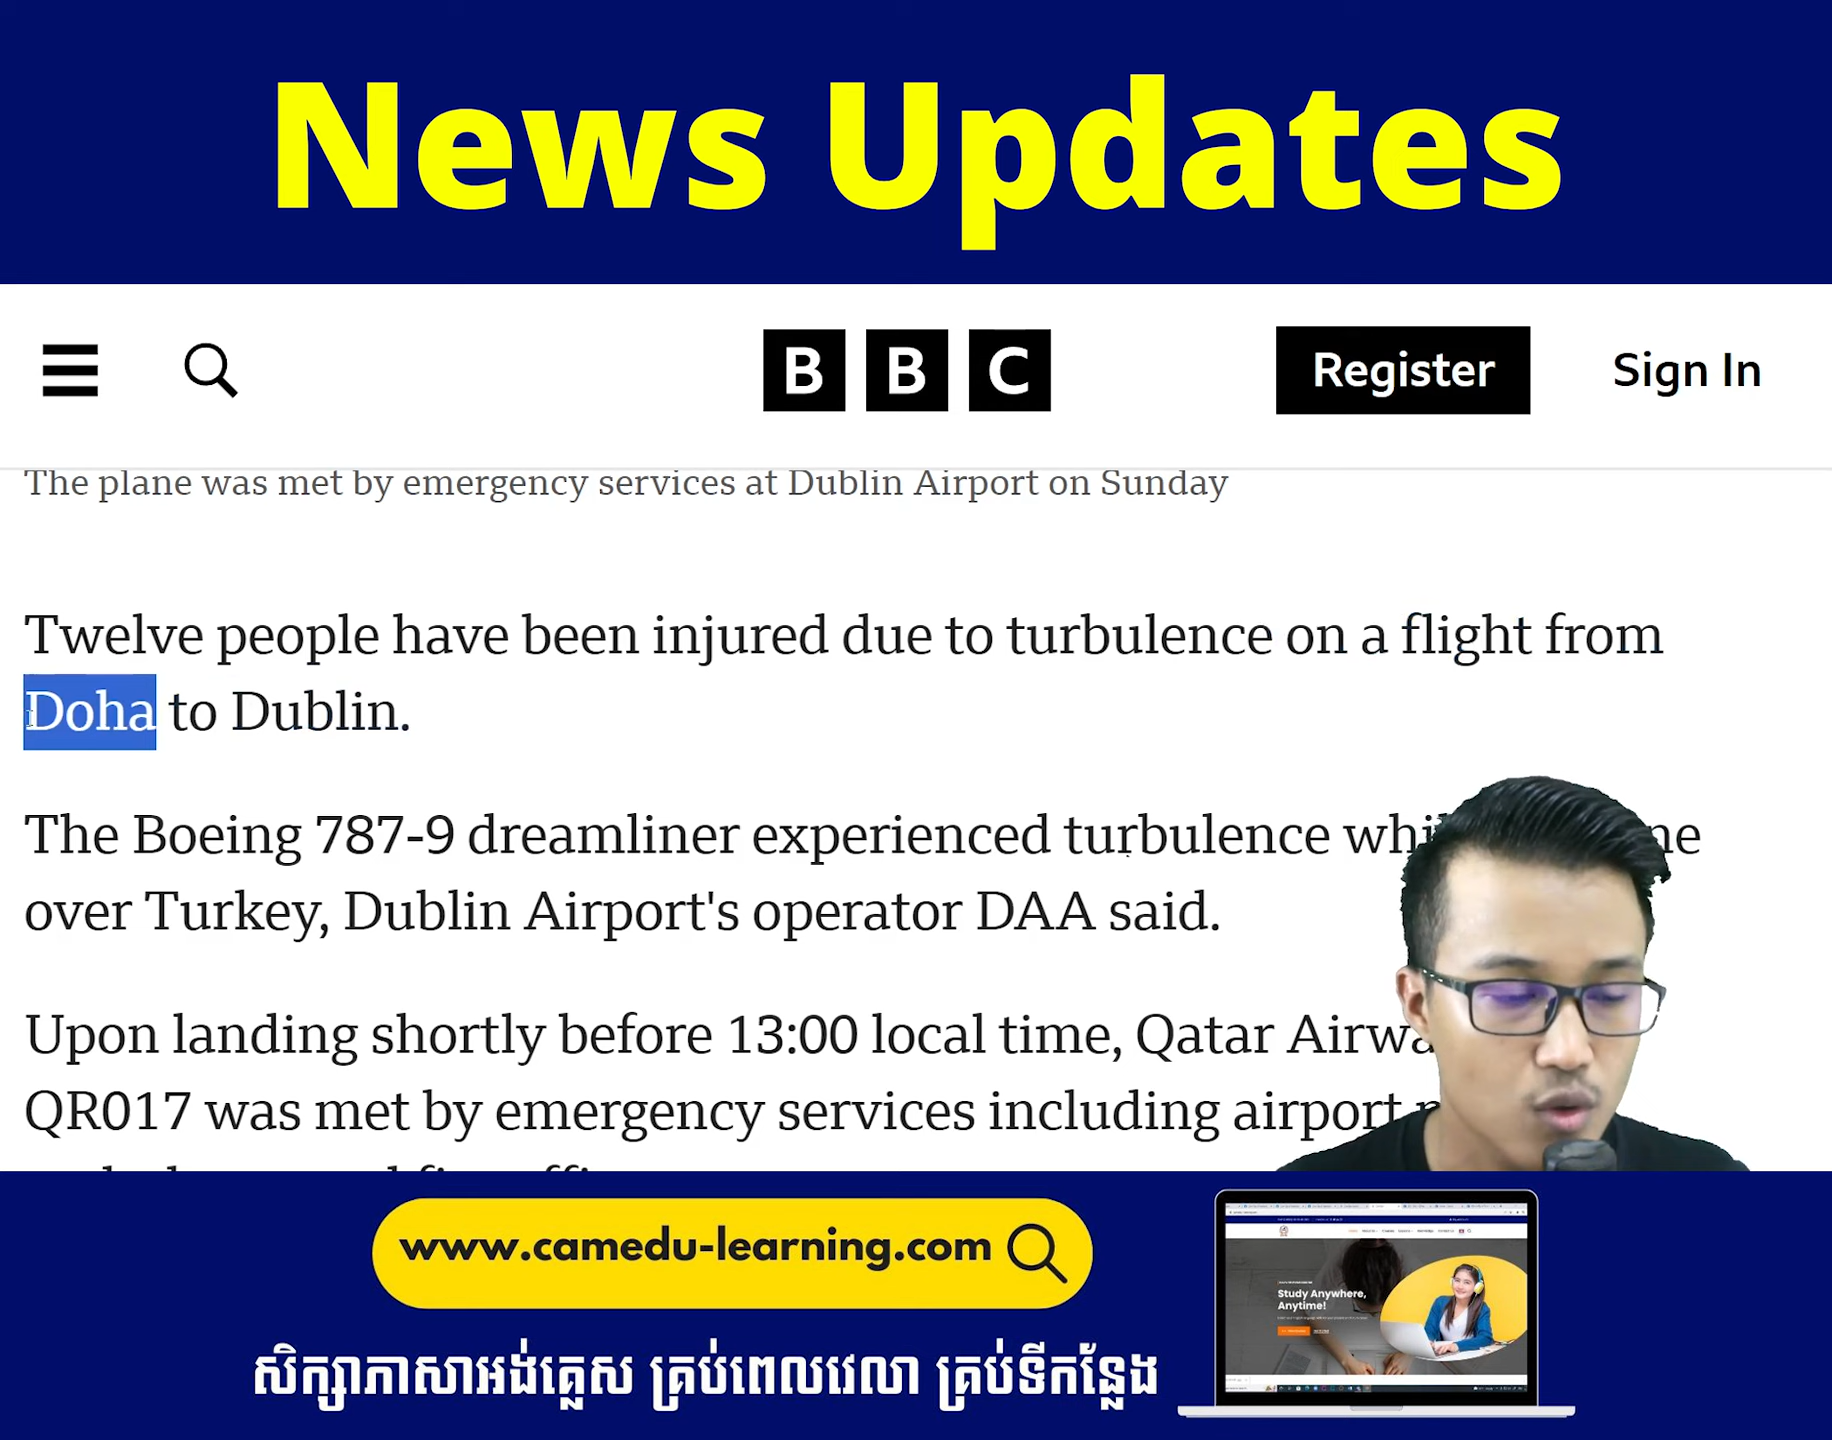 News Updates
BBC
Register
Sign In
The plane was met by emergency services at Dublin Airport on Sunday
Twelve people have been injured due to turbulence on a flight from
Doha to Dublin.
The Boeing 787-9 dreamliner experienced turbulence
over Turkey, Dublin Airport's operator DAA said.
Upon landing shortly before 13:00 local time, Qatar
QR017 was met by emergency services including airport
www.camedu-learning.com
សិក្សាភាសាអង់គ្លេស គ្រប់ពេលវេលា គ្រប់ទីកន្លែង
Study Anywhere,
Anytime!